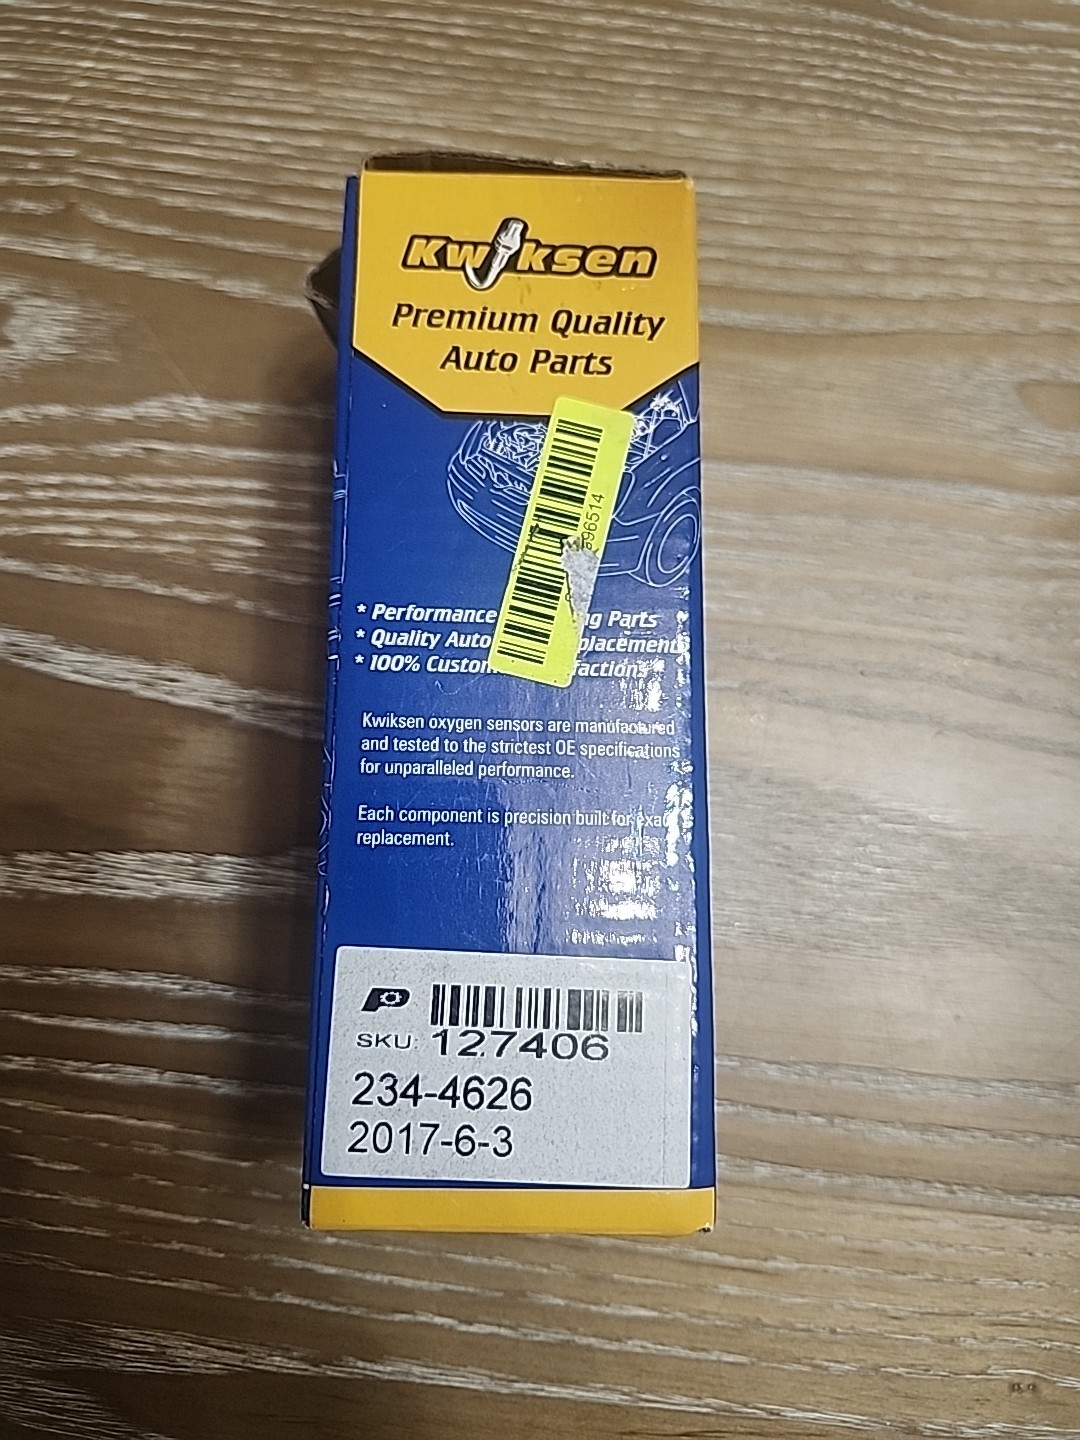 Kwiksen
Premium Quality
Auto Parts
96514
* Performance Parts
* Quality Auto
* 100%
Kwiksen oxygen sensors are manufactured
and tested to the strictest OE specifications
for unparalleled performance.
Each component is precision built for
replacement.
P
SKU: 127406
234-4626
2017-6-3